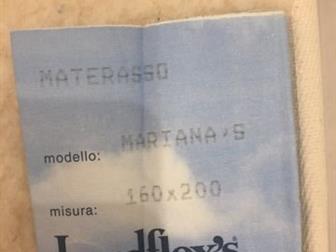 MATERASSO
modello: MARIANA'S
misura: 160x200